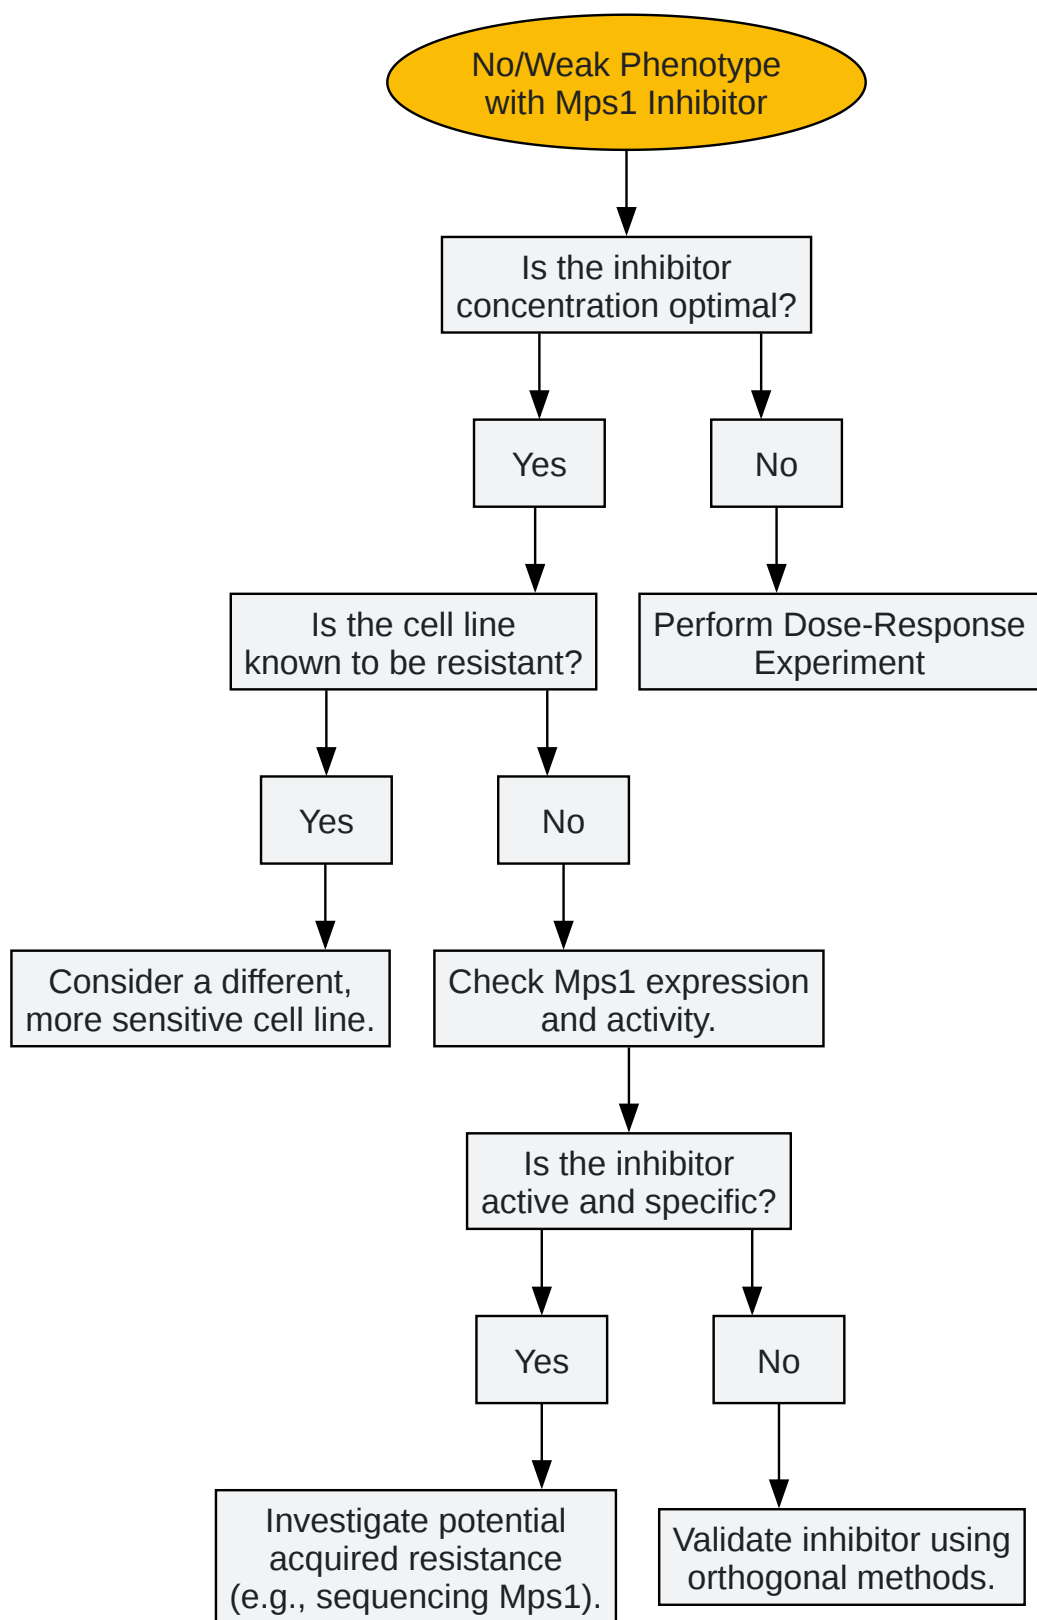 No/Weak Phenotype
with Mps1 Inhibitor
Is the inhibitor
concentration optimal?
Yes
No
Is the cell line
known to be resistant?
Perform Dose-Response
Experiment
Yes
No
Consider a different,
more sensitive cell line.
Check Mps1 expression
and activity.
Is the inhibitor
active and specific?
Yes
No
Investigate potential
acquired resistance
(e.g., sequencing Mps1).
Validate inhibitor using
orthogonal methods.